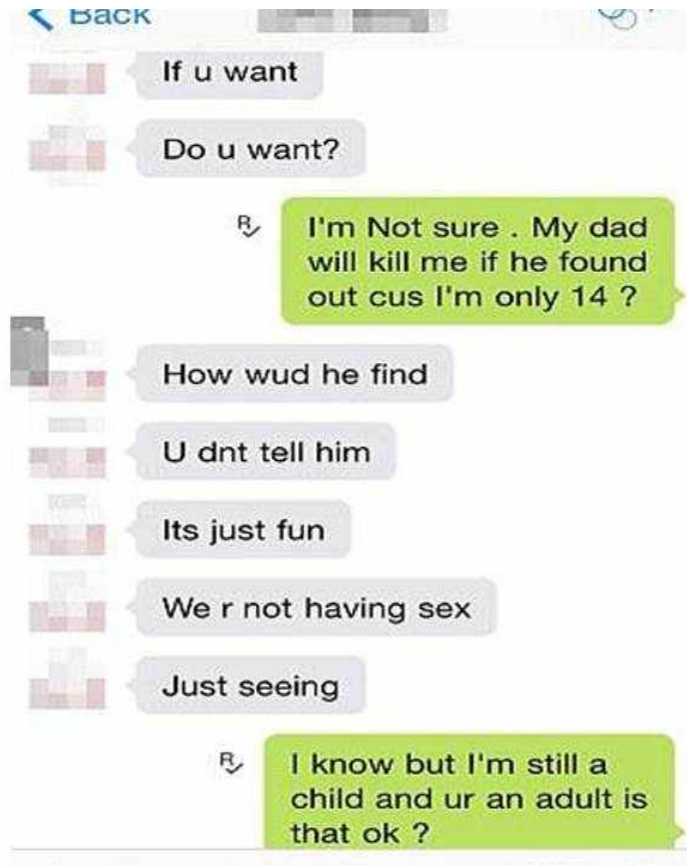 Back
If u want
Do u want?
I'm Not sure . My dad
will kill me if he found
out cus I'm only 14 ?
How wud he find
U dnt tell him
Its just fun
We r not having sex
Just seeing
I know but I'm still a
child and ur an adult is
that ok ?